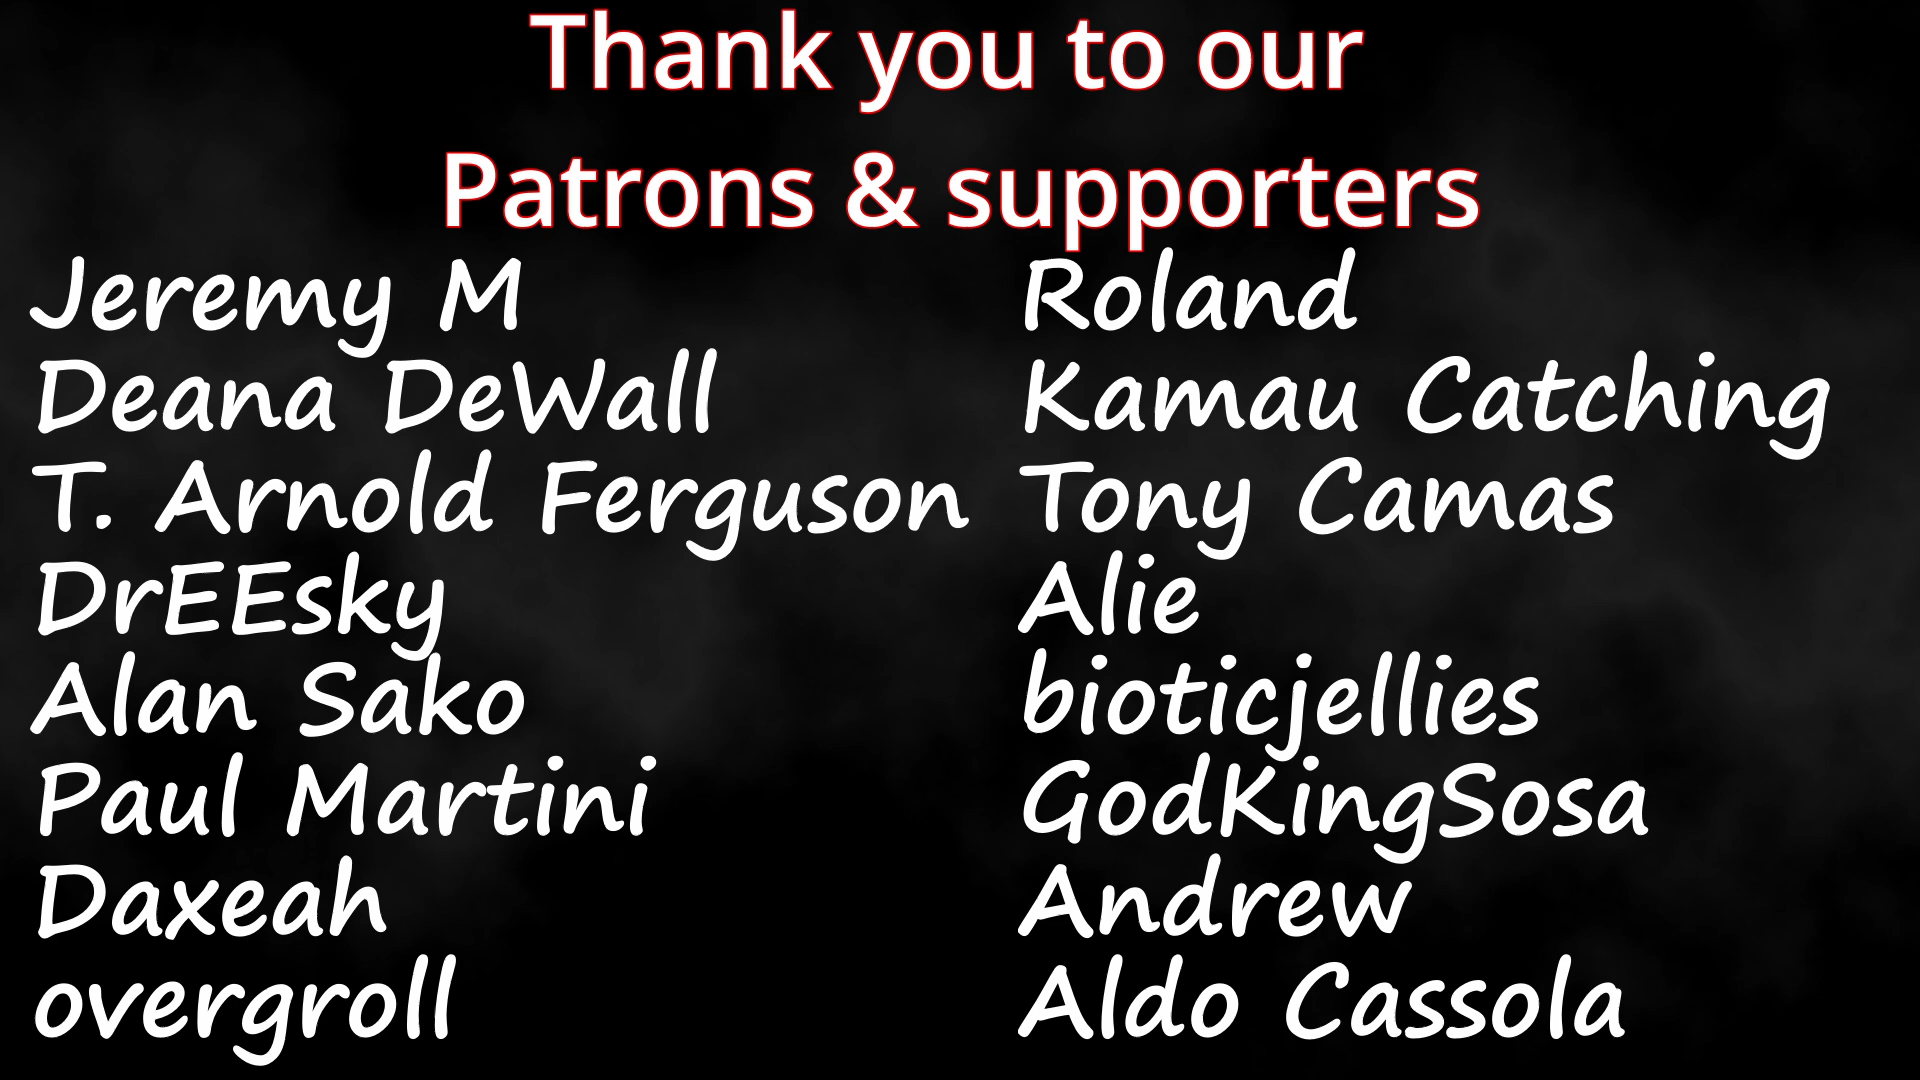 Thank you to our
Patrons & supporters
Jeremy M
Deana DeWall
T. Arnold Ferguson
DrEEsky
Alan Sako
Paul Martini
Daxeah
overgroll
Roland
Kamau Catching
Tony Camas
Alie
bioticjellies
GodKingSosa
Andrew
Aldo Cassola